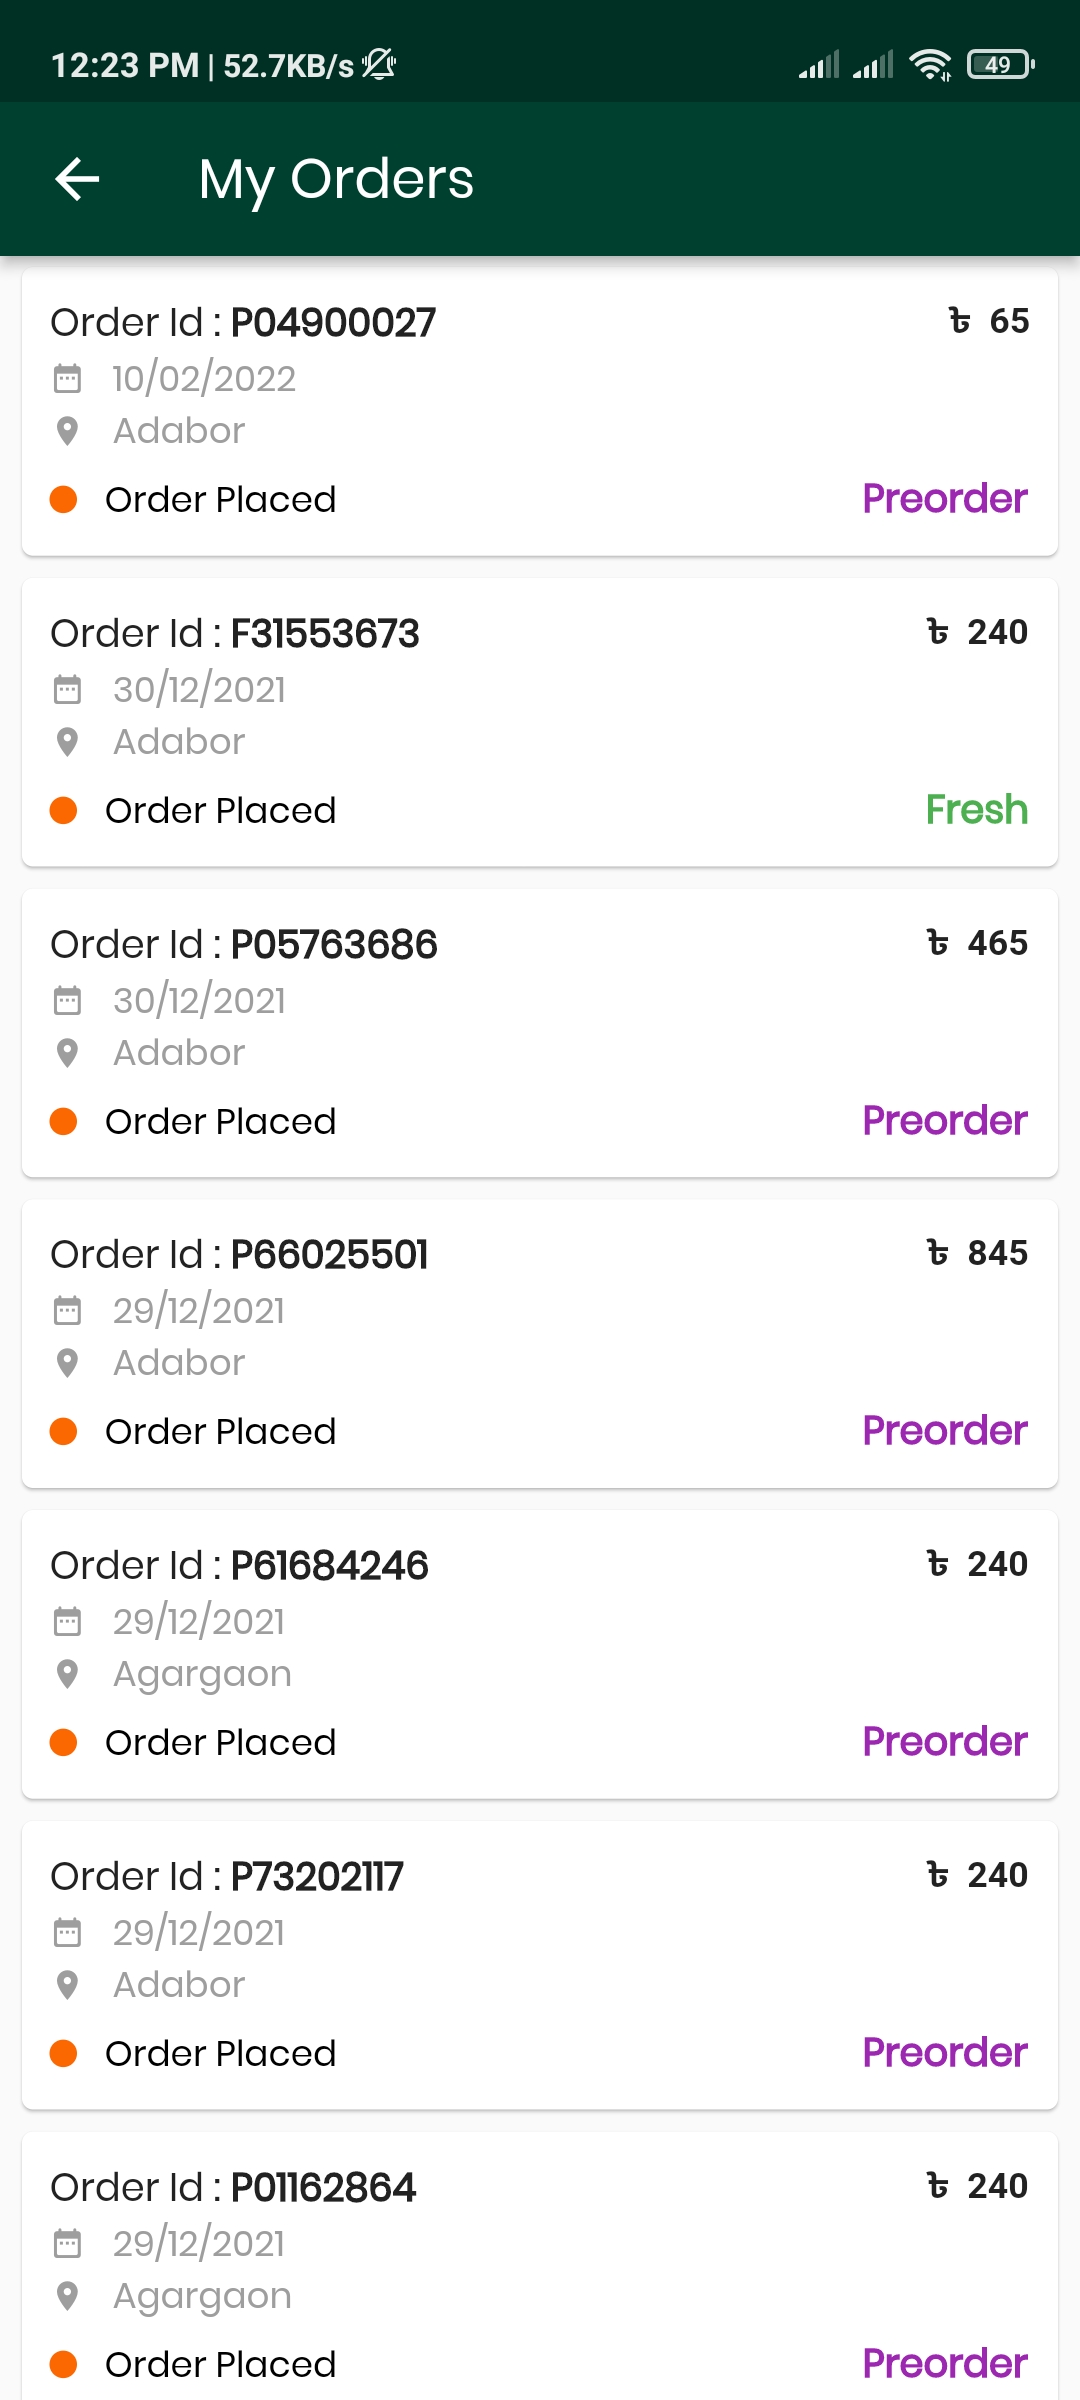 12:23 PM | 52.7KB/s 49
My Orders
Order Id : P04900027 ৳ 65
10/02/2022
Adabor
Order Placed Preorder
Order Id : F31553673 ৳ 240
30/12/2021
Adabor
Order Placed Fresh
Order Id : P05763686 ৳ 465
30/12/2021
Adabor
Order Placed Preorder
Order Id : P66025501 ৳ 845
29/12/2021
Adabor
Order Placed Preorder
Order Id : P61684246 ৳ 240
29/12/2021
Agargaon
Order Placed Preorder
Order Id : P73202117 ৳ 240
29/12/2021
Adabor
Order Placed Preorder
Order Id : P01162864 ৳ 240
29/12/2021
Agargaon
Order Placed Preorder